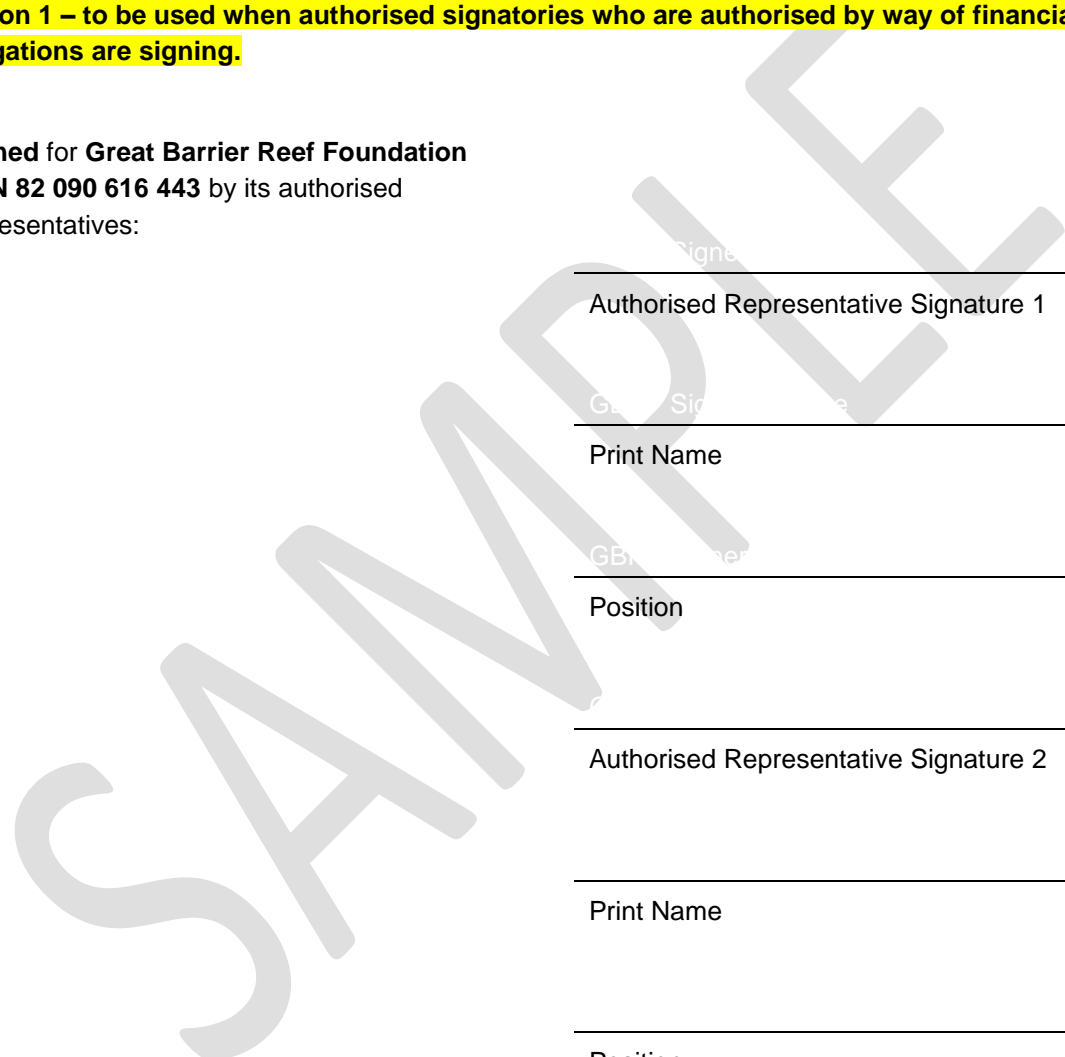 on 1 – to be used when authorised signatories who are authorised by way of financia
gations are signing.
ned for Great Barrier Reef Foundation
N 82 090 616 443 by its authorised
esentatives:
Authorised Representative Signature 1
Print Name
Position
Authorised Representative Signature 2
Print Name
Position
SAMPLE